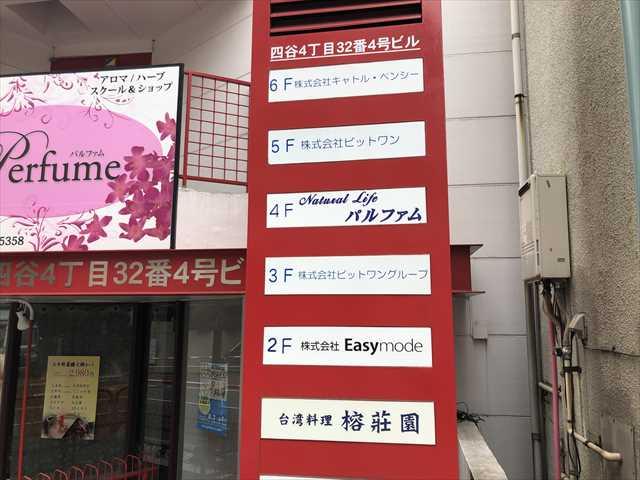 四谷4丁目32番4号ビル
6F 株式会社キャトル・ベンシー
5F 株式会社ビットワン
4F Natural Life パルファム
3F 株式会社ビットワングループ
2F 株式会社 Easymode
台湾料理 榕荘園
アロマ/ハーブ
スクール&ショップ
パルファム
Perfume
5358
四谷4丁目32番4号ビ
2,980